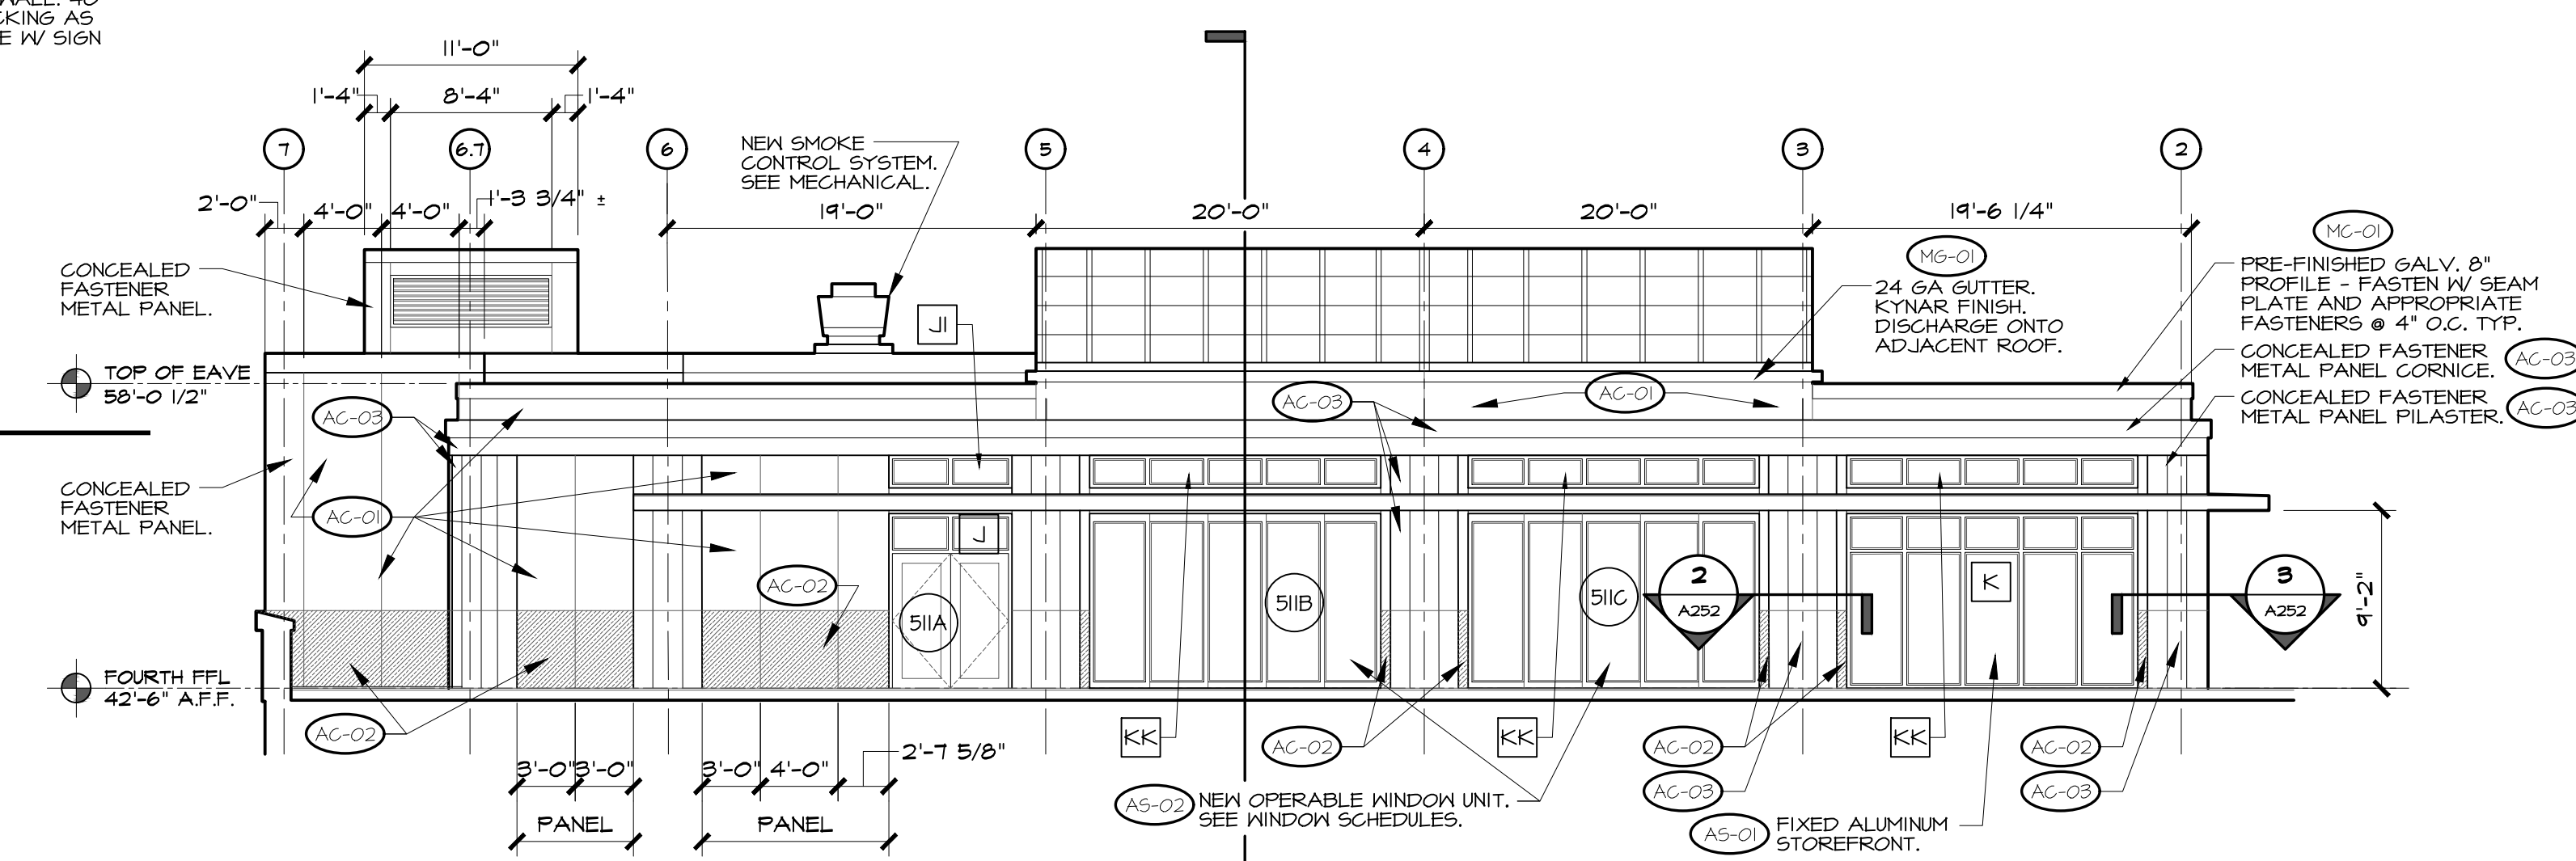 CKING AS
E W/ SIGN
11'-0"
1'-4"
8'-4"
1'-4"
7
6.7
6
5
4
3
2
NEW SMOKE
CONTROL SYSTEM.
SEE MECHANICAL.
2'-0"
4'-0"
4'-0"
1'-3 3/4" ±
19'-0"
20'-0"
20'-0"
19'-6 1/4"
MC-01
PRE-FINISHED GALV. 8"
PROFILE - FASTEN W/ SEAM
PLATE AND APPROPRIATE
FASTENERS @ 4" O.C. TYP.
MG-01
24 GA GUTTER.
KYNAR FINISH.
DISCHARGE ONTO
ADJACENT ROOF.
CONCEALED
FASTENER
METAL PANEL.
J1
CONCEALED FASTENER
METAL PANEL CORNICE.
AC-03
CONCEALED FASTENER
METAL PANEL PILASTER.
AC-03
TOP OF EAVE
58'-0 1/2"
AC-03
AC-03
AC-01
CONCEALED
FASTENER
METAL PANEL.
AC-01
J
AC-02
511A
511B
511C
2
A252
K
3
A252
9'-2"
FOURTH FFL
42'-6" A.F.F.
AC-02
KK
AC-02
KK
AC-02
KK
AC-02
AC-03
AC-03
3'-0"
3'-0"
3'-0"
4'-0"
2'-7 5/8"
PANEL
PANEL
AS-02
NEW OPERABLE WINDOW UNIT.
SEE WINDOW SCHEDULES.
AS-01
FIXED ALUMINUM
STOREFRONT.